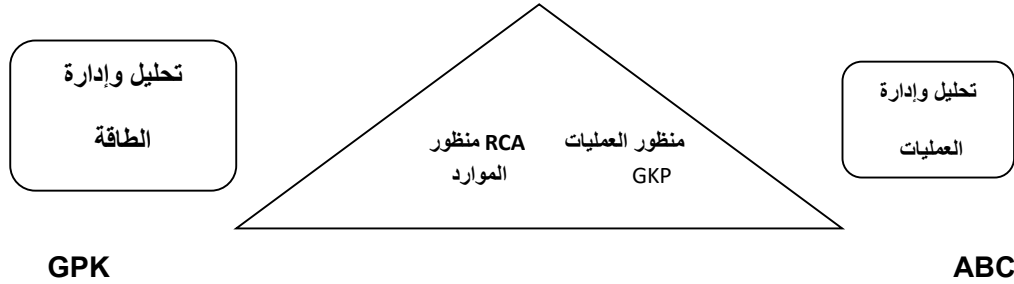 تحليل وإدارة
الطاقة
تحليل وإدارة
العمليات
منظور العمليات
GKP
RCA منظور
الموارد
ABC
GPK